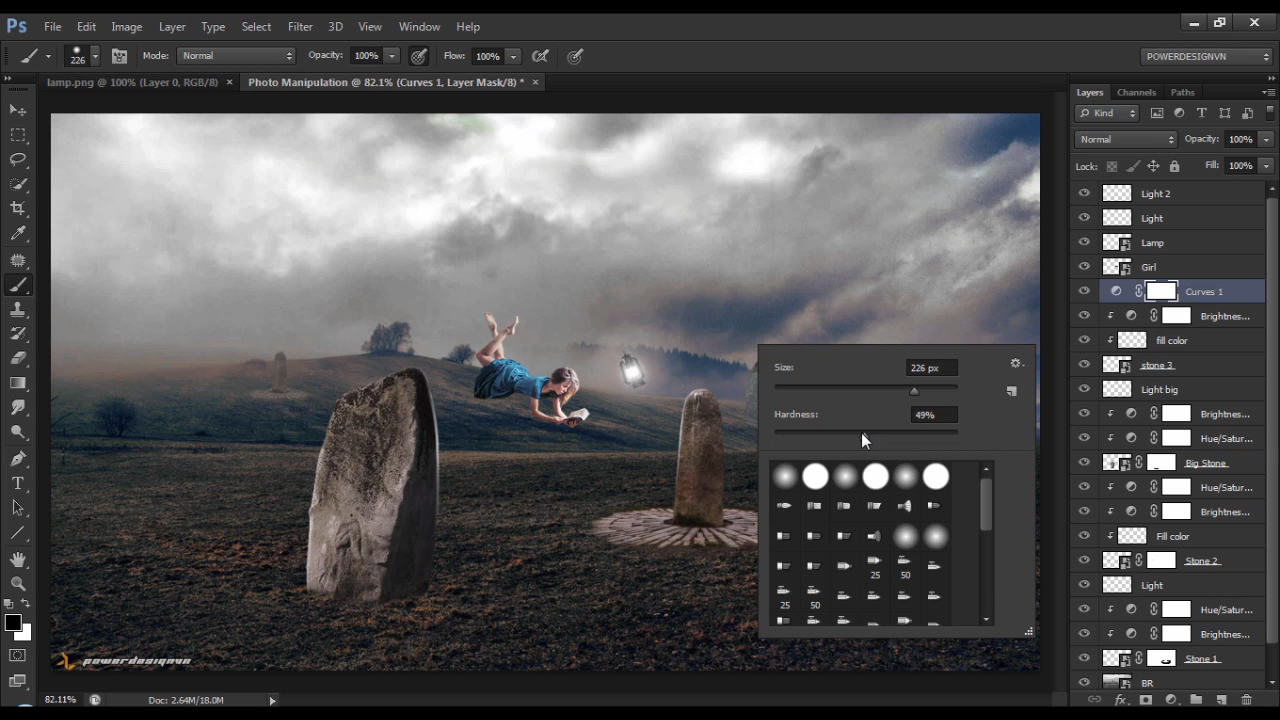 Ps File Edit Image Layer Type Select Filter 3D View Window Help
226 Mode: Normal Opacity: 100% Flow: 100% POWERDESIGNVN
lamp.png @ 100% (Layer 0, RGB/8) × Photo Manipulation @ 82.1% (Curves 1, Layer Mask/8) * ×
Layers Channels Paths
Kind
Normal Opacity: 100%
Lock: Fill: 100%
Light 2
Light
Lamp
Girl
Curves 1
Brightnes...
fill color
stone 3
Light big
Brightnes...
Hue/Satur...
Big Stone
Hue/Satur...
Brightnes...
Fill color
Stone 2
Light
Hue/Satur...
Brightnes...
Stone 1
BR
Size: 226 px
Hardness: 49%
25 50
25 50
powerdesignvn
82.11% Doc: 2.64M/18.0M